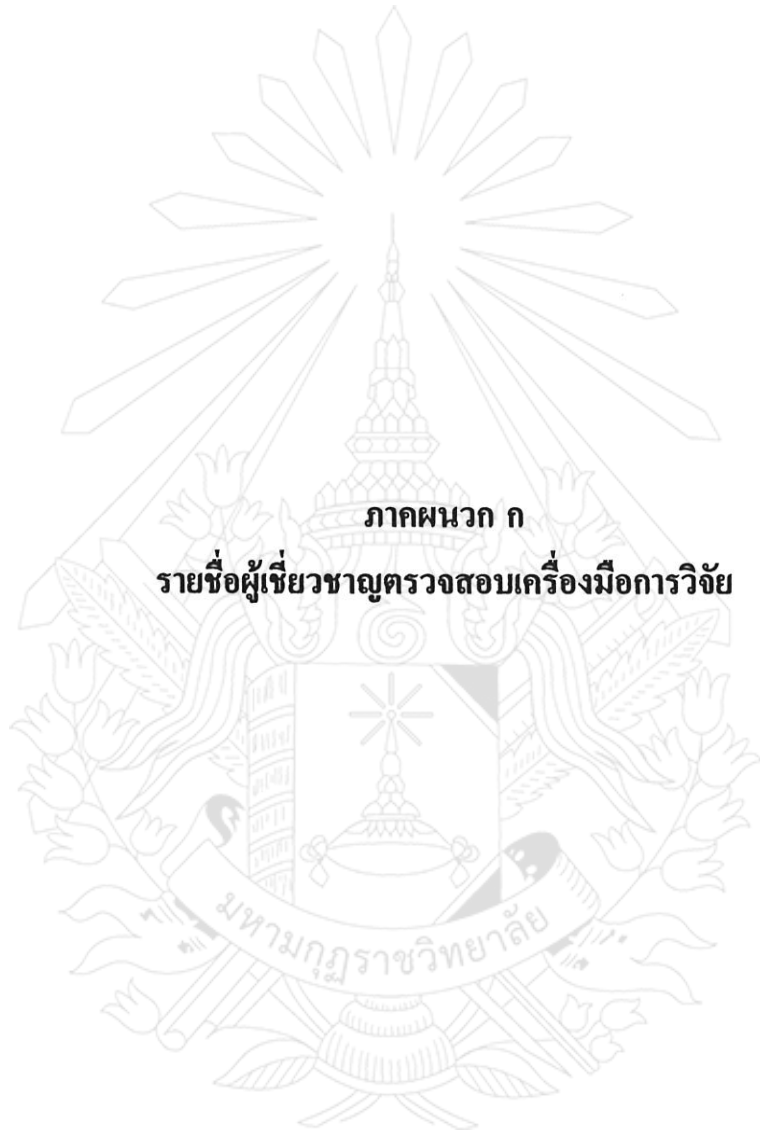 ภาคผนวก ก
รายชื่อผู้เชี่ยวชาญตรวจสอบเครื่องมือการวิจัย
มหามกุฏราชวิทยาลัย